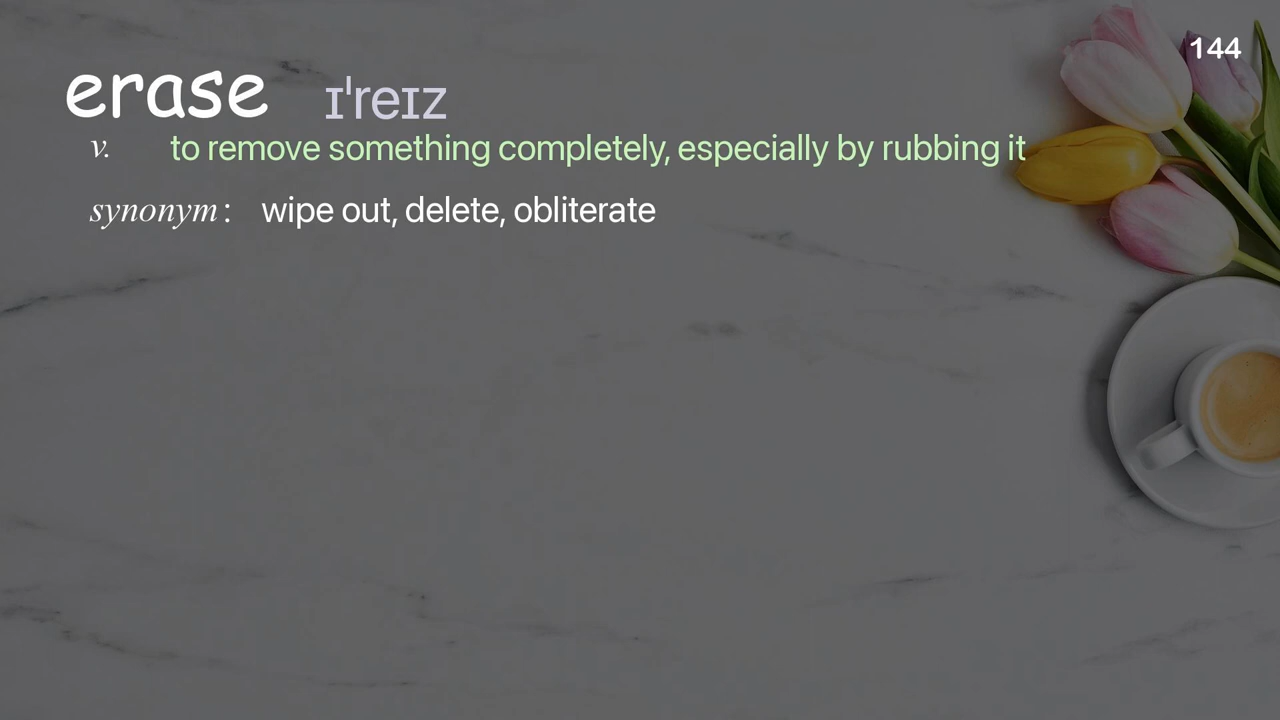 144
erase ɪˈreɪz
v. to remove something completely, especially by rubbing it
synonym: wipe out, delete, obliterate